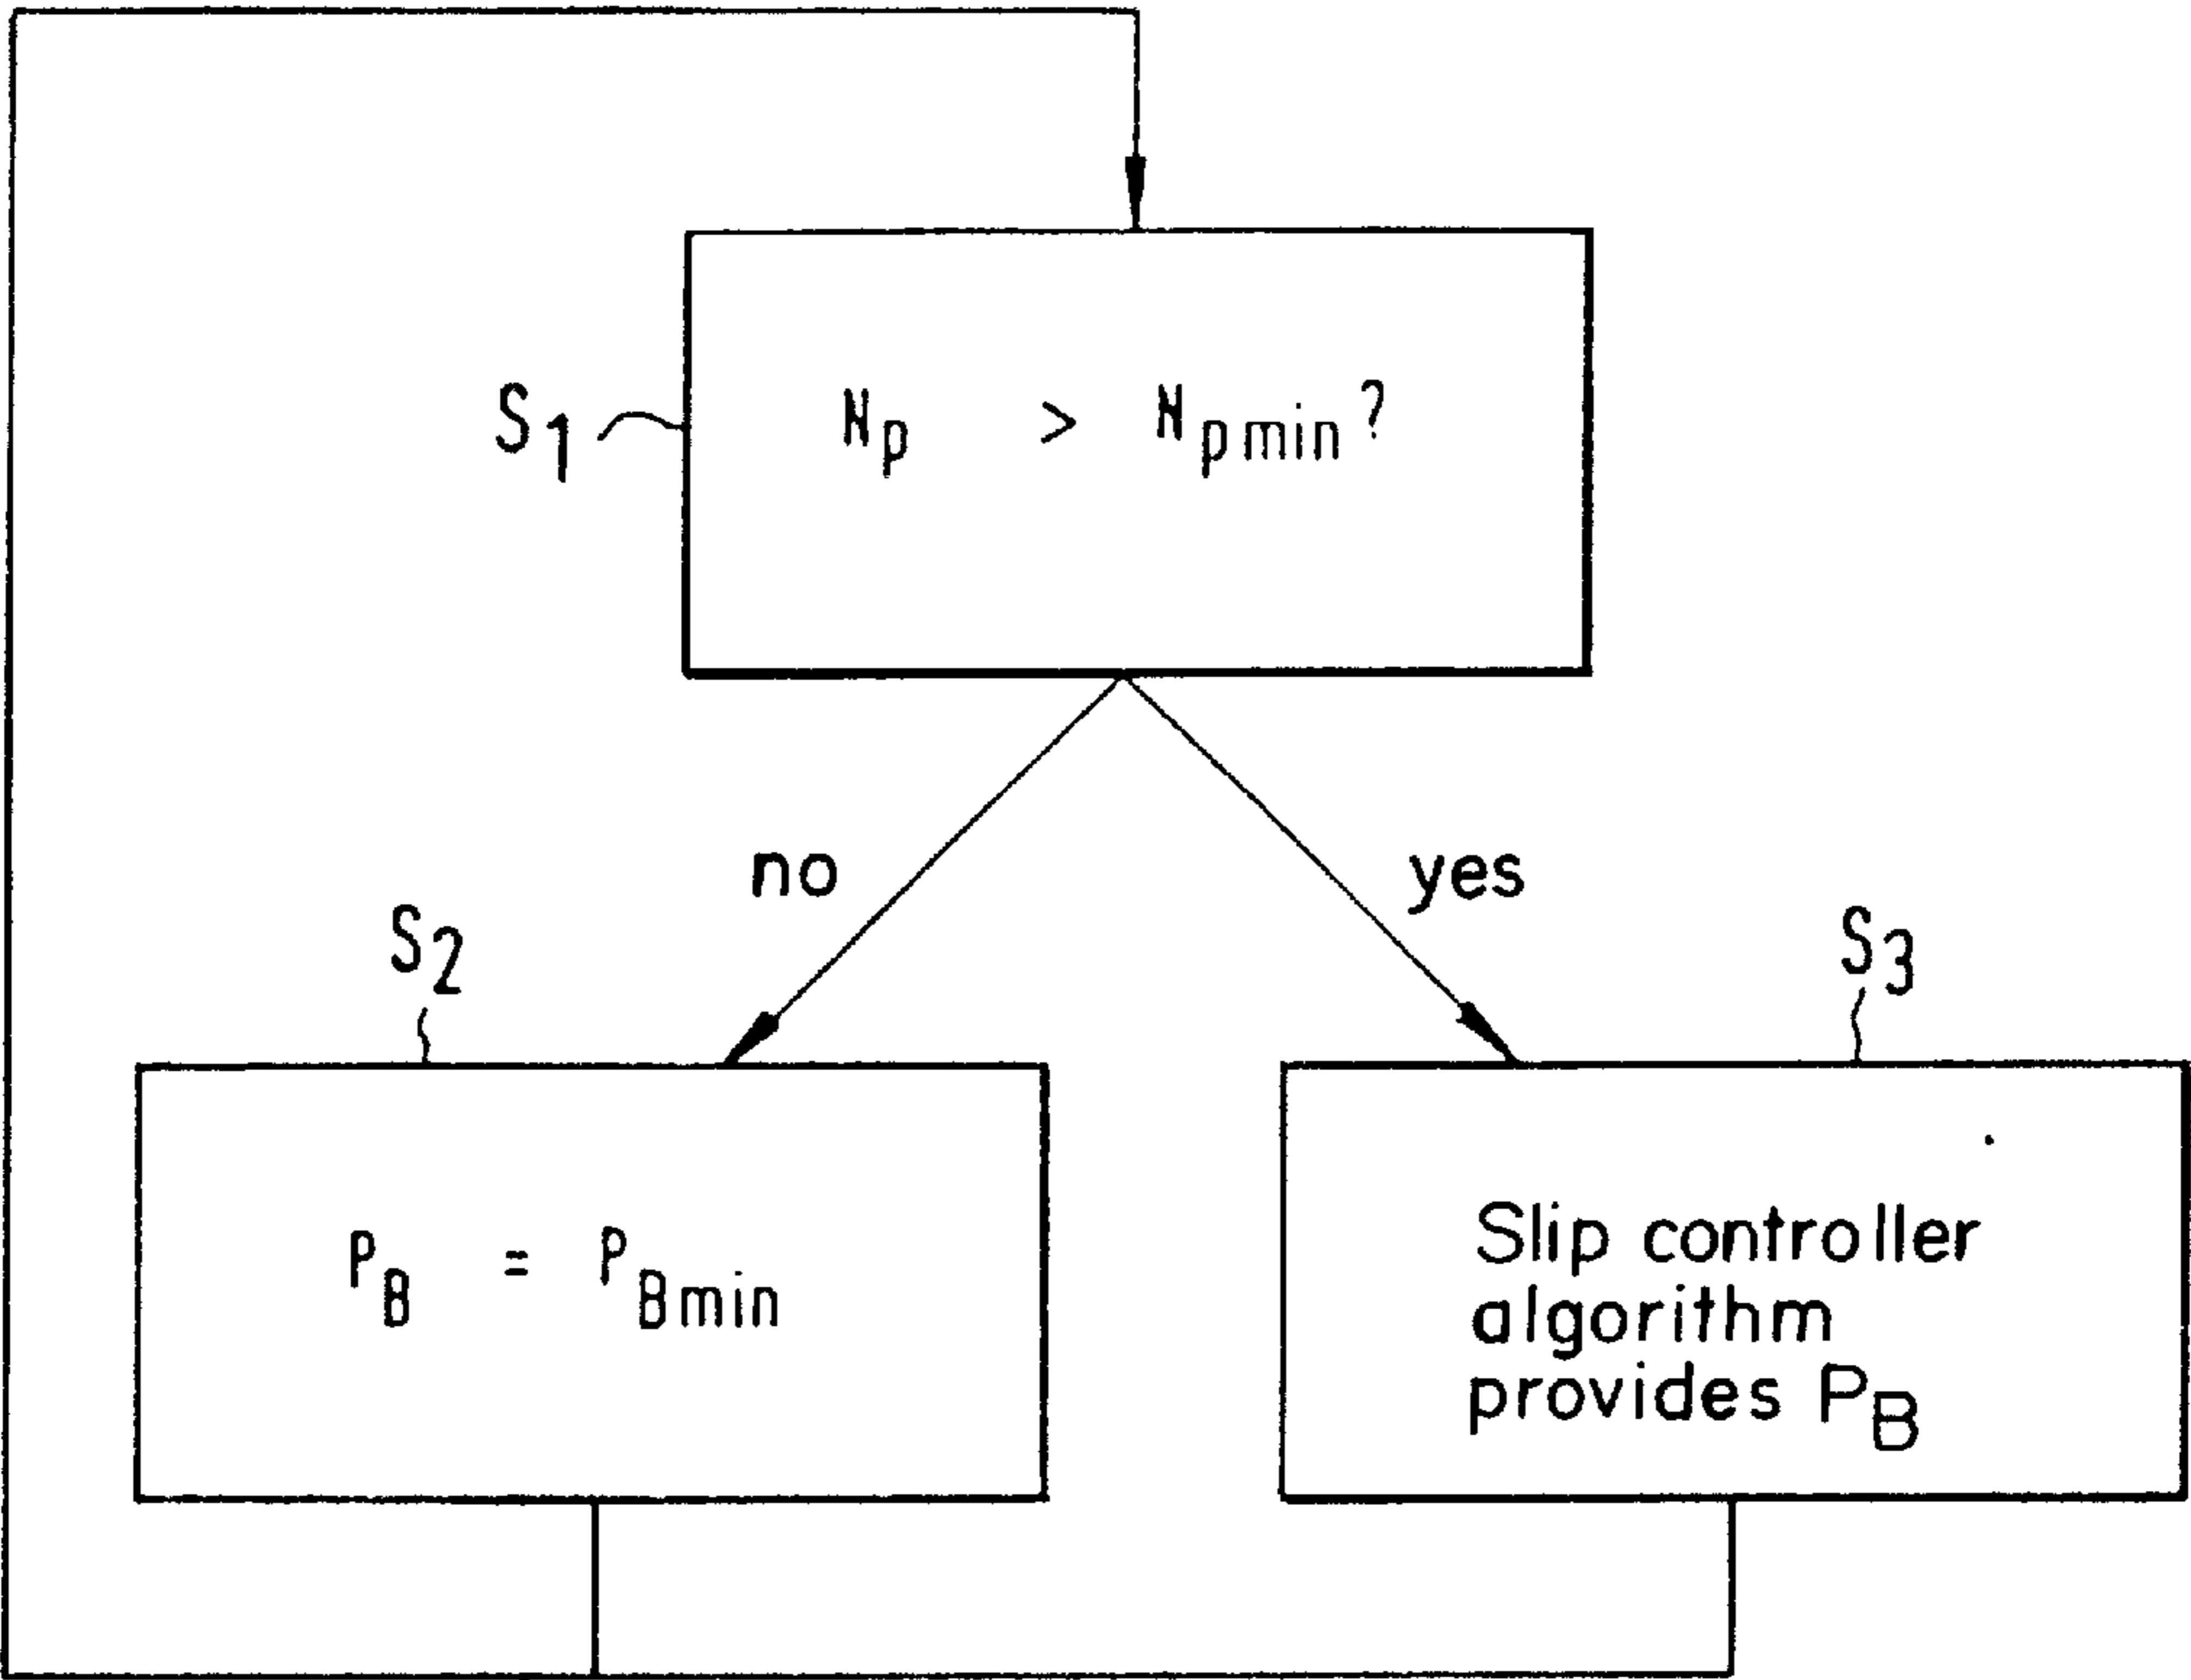 S1
Np > Npmin?
no
yes
S2
S3
PB = PBmin
Slip controller
algorithm
provides PB